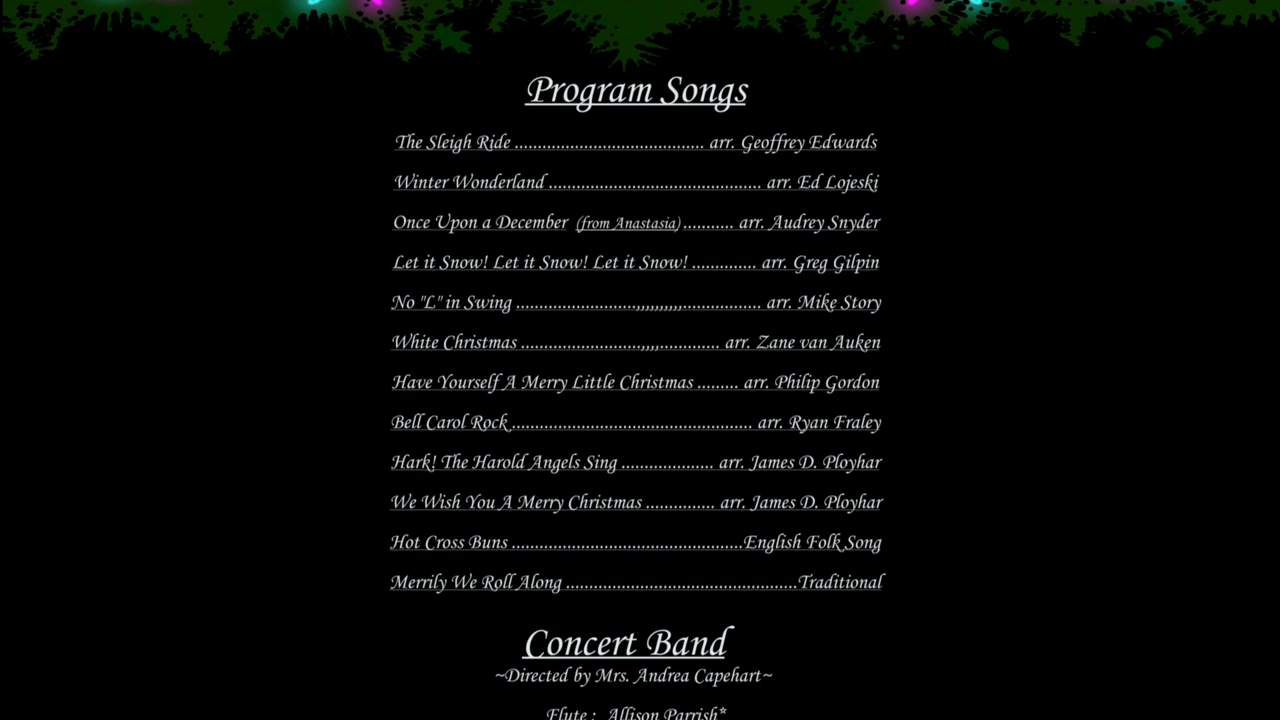 Program Songs
The Sleigh Ride ......................................... arr. Geoffrey Edwards
Winter Wonderland .............................................. arr. Ed Lojeski
Once Upon a December (from Anastasia) ........... arr. Audrey Snyder
Let it Snow! Let it Snow! Let it Snow! .............. arr. Greg Gilpin
No "L" in Swing ..........................,,,,,,,,,,................. arr. Mike Story
White Christmas ..........................,,,,............. arr. Zane van Auken
Have Yourself A Merry Little Christmas ......... arr. Philip Gordon
Bell Carol Rock .................................................... arr. Ryan Fraley
Hark! The Harold Angels Sing .................... arr. James D. Ployhar
We Wish You A Merry Christmas ............... arr. James D. Ployhar
Hot Cross Buns ..................................................English Folk Song
Merrily We Roll Along ..................................................Traditional
Concert Band
~Directed by Mrs. Andrea Capehart~
Flute : Allison Parrish*